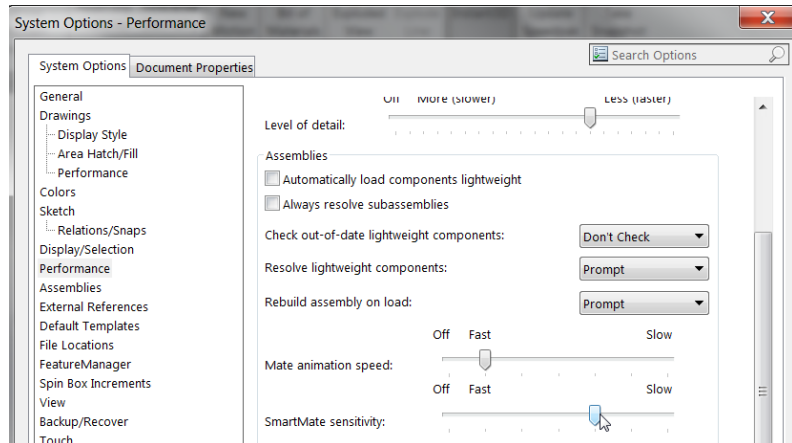 System Options - Performance
Search Options
System Options
Document Properties
General
Drawings
Display Style
Area Hatch/Fill
Performance
Colors
Sketch
Relations/Snaps
Display/Selection
Performance
Assemblies
External References
Default Templates
File Locations
FeatureManager
Spin Box Increments
View
Backup/Recover
Touch
Off More (slower) Less (faster)
Level of detail:
Assemblies
Automatically load components lightweight
Always resolve subassemblies
Check out-of-date lightweight components: Don't Check
Resolve lightweight components: Prompt
Rebuild assembly on load: Prompt
Off Fast Slow
Mate animation speed:
Off Fast Slow
SmartMate sensitivity: